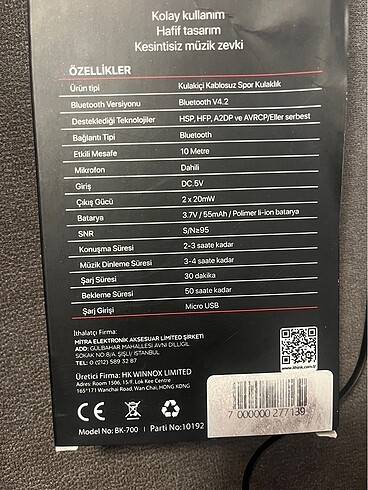 Kolay kullanım
Hafif tasarım
Kesintisiz müzik zevki
ÖZELLİKLER
Ürün tipi Kulakiçi Kablosuz Spor Kulaklık
Bluetooth Versiyonu Bluetooth V4.2
Desteklediği Teknolojiler HSP, HFP, A2DP ve AVRCP/Eller serbest
Bağlantı Tipi Bluetooth
Etkili Mesafe 10 Metre
Mikrofon Dahili
Giriş DC.5V
Çıkış Gücü 2 x 20mW
Batarya 3.7V / 55mAh / Polimer li-ion batarya
SNR S/N≥95
Konuşma Süresi 2-3 saate kadar
Müzik Dinleme Süresi 3-4 saate kadar
Şarj Süresi 30 dakika
Bekleme Süresi 50 saate kadar
Şarj Girişi Micro USB
İthalatçı Firma:
MİTRA ELEKTRONİK AKSESUAR LİMİTED ŞİRKETİ
ADD: GÜLBAHAR MAHALLESİ AVNİ DİLLİGİL
SOKAK NO:8/A ŞİŞLİ/ İSTANBUL
TEL: 0 (212) 589 32 87
www.ithink.com.tr
Üretici Firma: HK WINNOX LIMITED
Adres: Room 1506, 15/F. Lok Kee Centre
165*171 Wanchai Road, Wan Chai, HONG KONG
CE
7 000000 277139
Model No: BK-700 | Parti No:10192